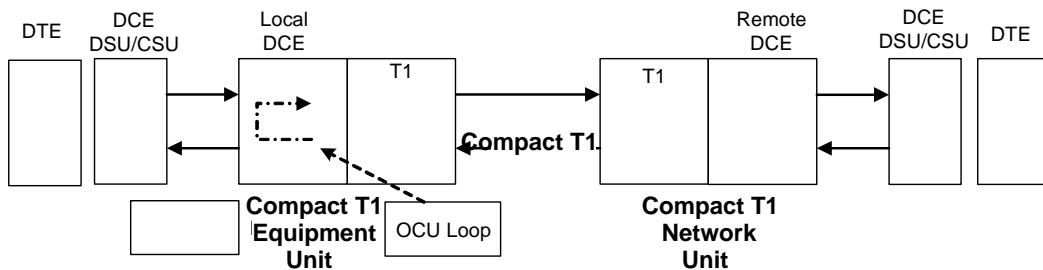 DTE
DCE
DSU/CSU
Local
DCE
T1
Compact T1
T1
Remote
DCE
DCE
DSU/CSU
DTE
Compact T1
Equipment
Unit
OCU Loop
Compact T1
Network
Unit